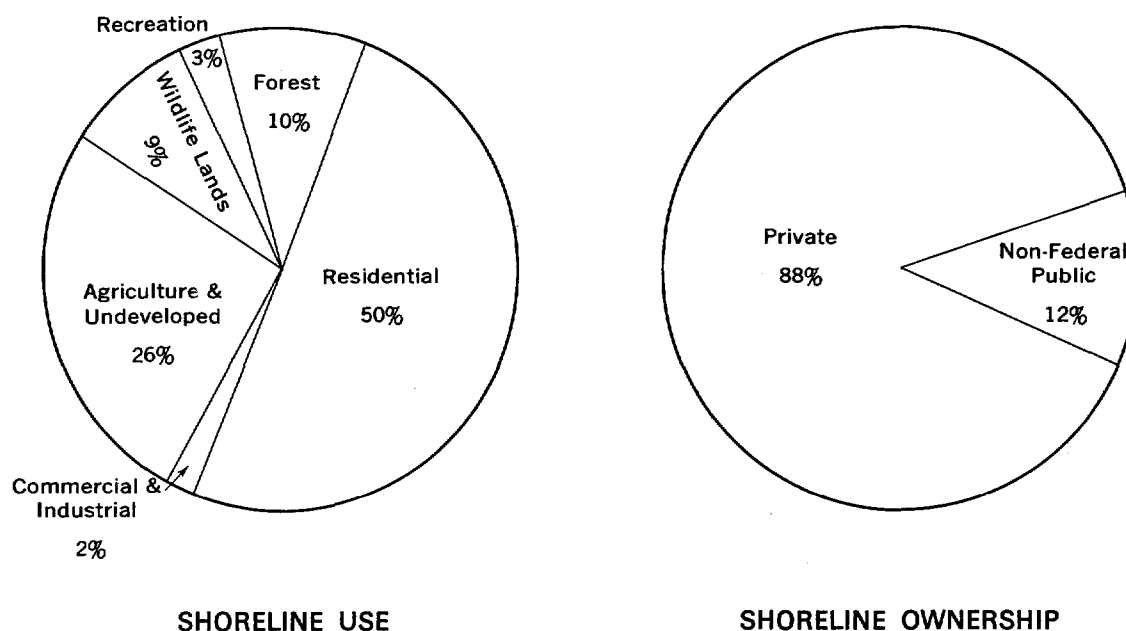 Recreation
3%
Forest
10%
Wildlife Lands
9%
Residential
50%
Agriculture &
Undeveloped
26%
Commercial &
Industrial
2%
SHORELINE USE
Private
88%
Non-Federal
Public
12%
SHORELINE OWNERSHIP